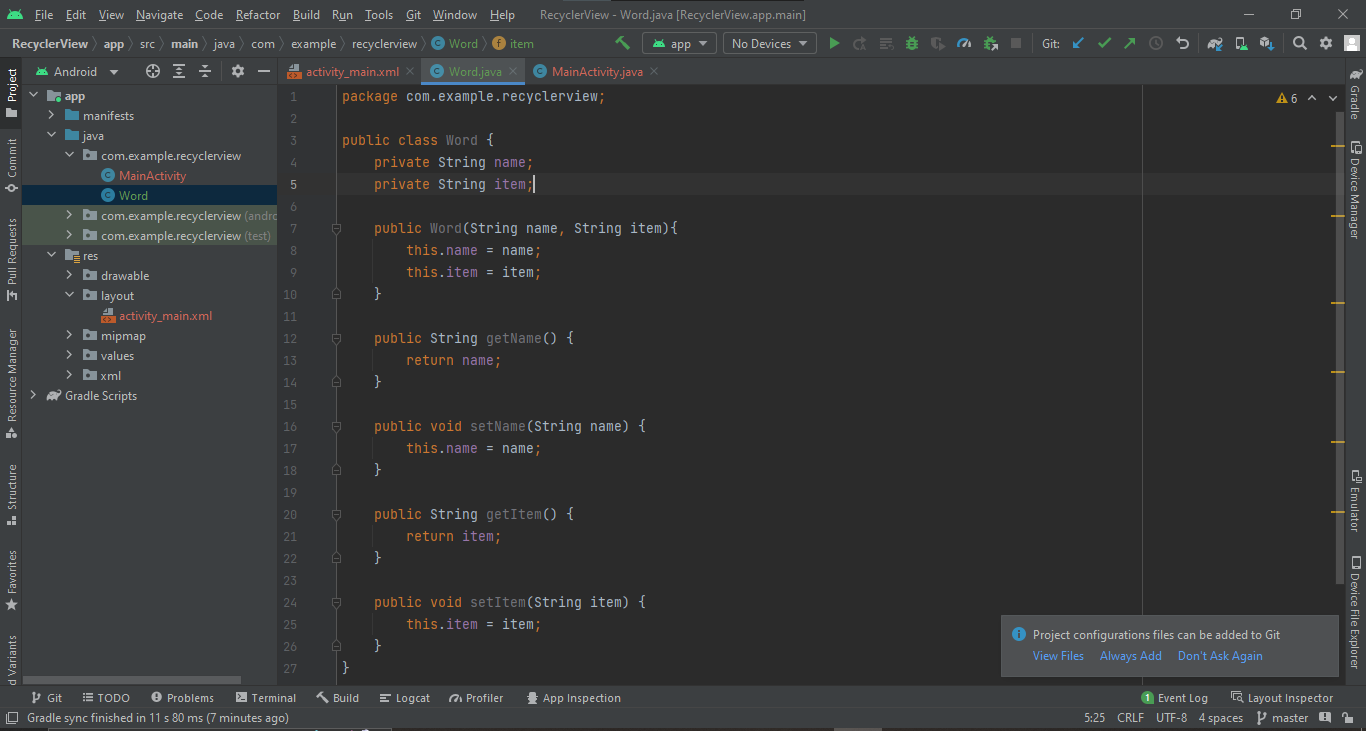 File Edit View Navigate Code Refactor Build Run Tools Git Window Help RecyclerView - Word.java [RecyclerView.app.main]
RecyclerView app src main java com example recyclerview Word item app No Devices Git:
Project
Android
activity_main.xml Word.java MainActivity.java
app
manifests
java
com.example.recyclerview
MainActivity
Word
com.example.recyclerview (andro
com.example.recyclerview (test)
res
drawable
layout
activity_main.xml
mipmap
values
xml
Gradle Scripts
Commit
Pull Requests
Resource Manager
Structure
Favorites
d Variants
6
1 package com.example.recyclerview;
2
3 public class Word {
4 private String name;
5 private String item;
6
7 public Word(String name, String item){
8 this.name = name;
9 this.item = item;
10 }
11
12 public String getName() {
13 return name;
14 }
15
16 public void setName(String name) {
17 this.name = name;
18 }
19
20 public String getItem() {
21 return item;
22 }
23
24 public void setItem(String item) {
25 this.item = item;
26 }
27 }
Gradle
Device Manager
Emulator
Device File Explorer
Project configurations files can be added to Git
View Files Always Add Don't Ask Again
Git TODO Problems Terminal Build Logcat Profiler App Inspection 1 Event Log Layout Inspector
Gradle sync finished in 11 s 80 ms (7 minutes ago) 5:25 CRLF UTF-8 4 spaces master